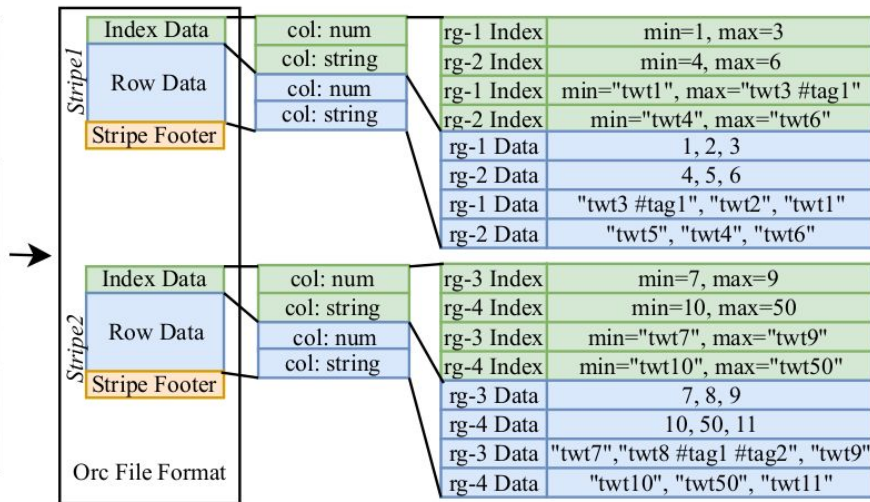 Stripe1
Index Data
Row Data
Stripe Footer
col: num
col: string
col: num
col: string
rg-1 Index min=1, max=3
rg-2 Index min=4, max=6
rg-1 Index min="twt1", max="twt3 #tag1"
rg-2 Index min="twt4", max="twt6"
rg-1 Data 1, 2, 3
rg-2 Data 4, 5, 6
rg-1 Data "twt3 #tag1", "twt2", "twt1"
rg-2 Data "twt5", "twt4", "twt6"
Stripe2
Index Data
Row Data
Stripe Footer
col: num
col: string
col: num
col: string
rg-3 Index min=7, max=9
rg-4 Index min=10, max=50
rg-3 Index min="twt7", max="twt9"
rg-4 Index min="twt10", max="twt50"
rg-3 Data 7, 8, 9
rg-4 Data 10, 50, 11
rg-3 Data "twt7","twt8 #tag1 #tag2", "twt9"
rg-4 Data "twt10", "twt50", "twt11"
Orc File Format